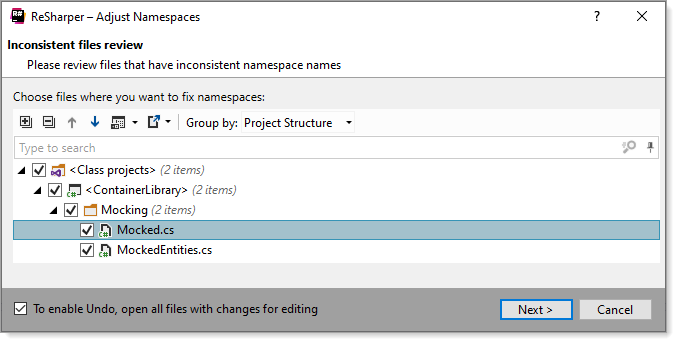 ReSharper – Adjust Namespaces
Inconsistent files review
Please review files that have inconsistent namespace names
Choose files where you want to fix namespaces:
Group by: Project Structure
Type to search
<Class projects> (2 items)
<ContainerLibrary> (2 items)
Mocking (2 items)
Mocked.cs
MockedEntities.cs
To enable Undo, open all files with changes for editing
Next >
Cancel